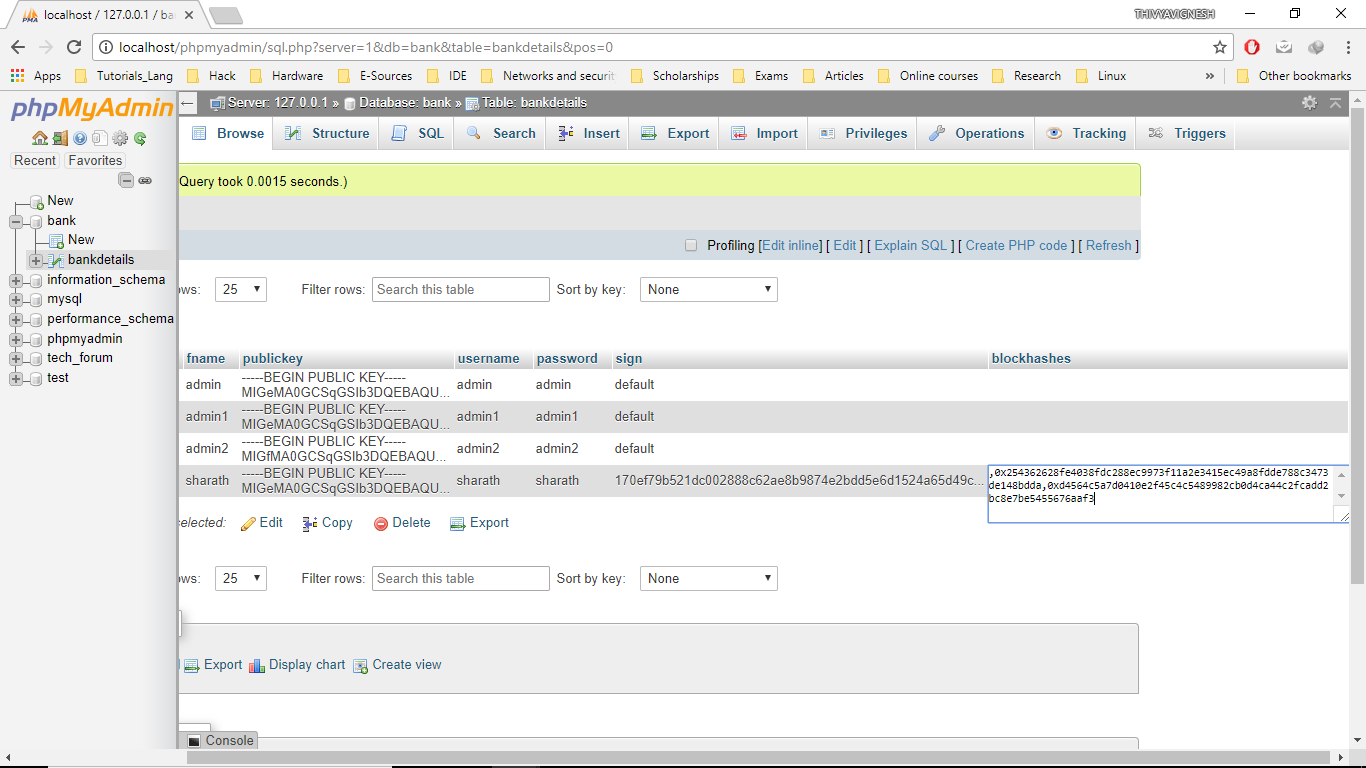 localhost / 127.0.0.1 / ba
THIVYAVIGNESH
localhost/phpmyadmin/sql.php?server=1&db=bank&table=bankdetails&pos=0
Apps Tutorials_Lang Hack Hardware E-Sources IDE Networks and securit Scholarships Exams Articles Online courses Research Linux » Other bookmarks
phpMyAdmin
Server: 127.0.0.1 » Database: bank » Table: bankdetails
Browse Structure SQL Search Insert Export Import Privileges Operations Tracking Triggers
Recent Favorites
New
bank
New
bankdetails
information_schema
mysql
performance_schema
phpmyadmin
tech_forum
test
Query took 0.0015 seconds.)
Profiling [Edit inline] [ Edit ] [ Explain SQL ] [ Create PHP code ] [ Refresh ]
ws: 25 Filter rows: Search this table Sort by key: None
fname publickey username password sign blockhashes
admin -----BEGIN PUBLIC KEY----- admin admin default
MIGeMA0GCSqGSIb3DQEBAQU...
admin1 -----BEGIN PUBLIC KEY----- admin1 admin1 default
MIGeMA0GCSqGSIb3DQEBAQU...
admin2 -----BEGIN PUBLIC KEY----- admin2 admin2 default
MIGfMA0GCSqGSIb3DQEBAQU...
sharath -----BEGIN PUBLIC KEY----- sharath sharath 170ef79b521dc002888c62ae8b9874e2bdd5e6d1524a65d49c...
MIGeMA0GCSqGSIb3DQEBAQU...
,0x254362628fe4038fdc288ec9973f11a2e3415ec49a8fdde788c3473
de148bdda,0xd4564c5a7d0410e2f45c4c5489982cb0d4ca44c2fcadd2
bc8e7be5455676aaf3
selected: Edit Copy Delete Export
ws: 25 Filter rows: Search this table Sort by key: None
Export Display chart Create view
Console